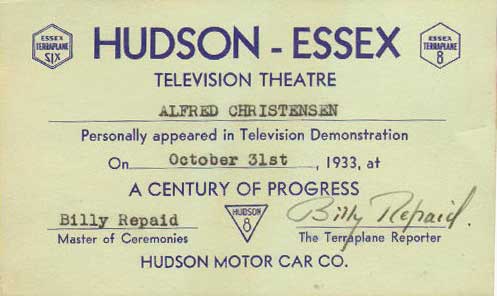 ESSEX TERRAPLANE SIX
HUDSON - ESSEX
ESSEX TERRAPLANE 8
TELEVISION THEATRE
ALFRED CHRISTENSEN
Personally appeared in Television Demonstration
On October 31st, 1933, at
A CENTURY OF PROGRESS
Billy Repaid
HUDSON 8
Billy Repaid.
Master of Ceremonies
The Terraplane Reporter
HUDSON MOTOR CAR CO.